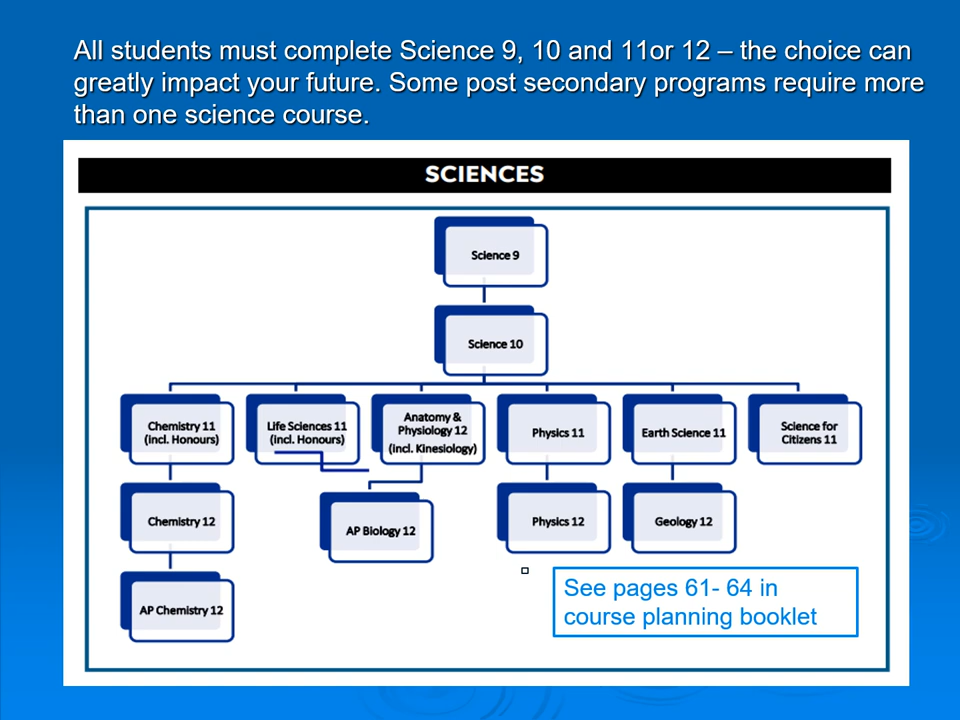 All students must complete Science 9, 10 and 11or 12 – the choice can
greatly impact your future. Some post secondary programs require more
than one science course.
SCIENCES
Science 9
Science 10
Chemistry 11
(incl. Honours)
Life Sciences 11
(incl. Honours)
Anatomy &
Physiology 12
(incl. Kinesiology)
Physics 11
Earth Science 11
Science for
Citizens 11
Chemistry 12
AP Biology 12
Physics 12
Geology 12
AP Chemistry 12
See pages 61- 64 in
course planning booklet